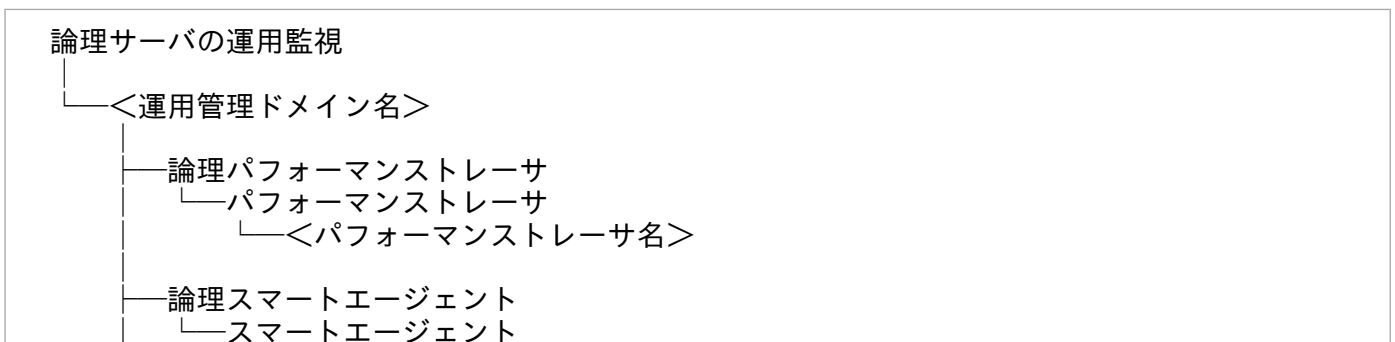 論理サーバの運用監視
<運用管理ドメイン名>
論理パフォーマンストレーサ
パフォーマンストレーサ
<パフォーマンストレーサ名>
論理スマートエージェント
スマートエージェント